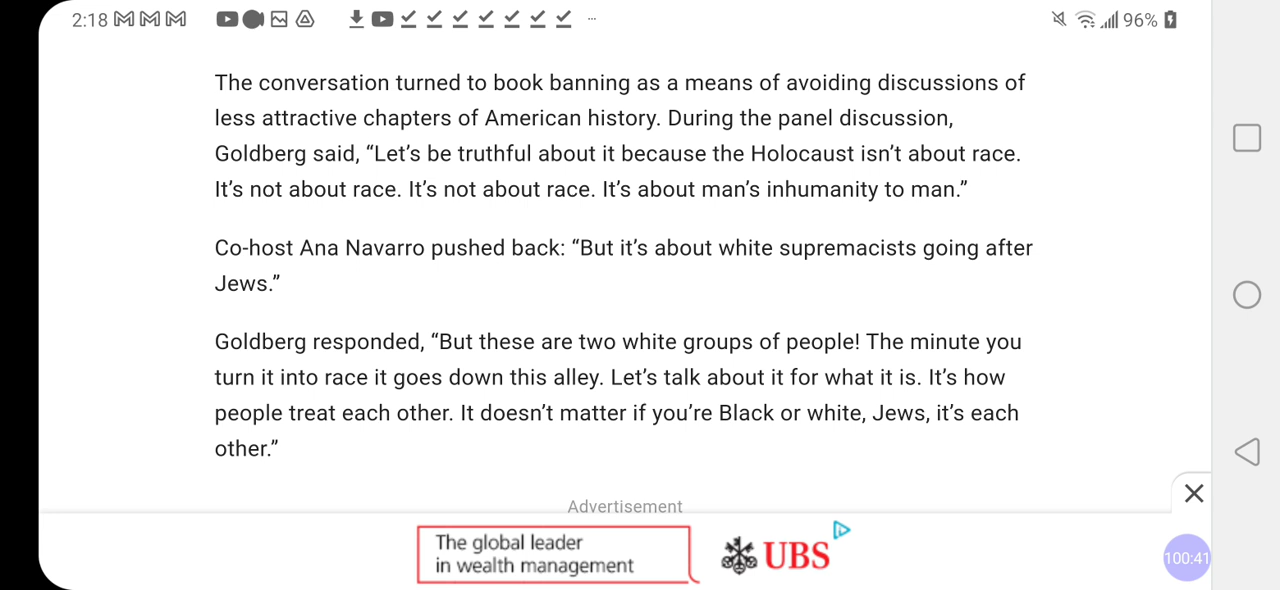 2:18
96%
The conversation turned to book banning as a means of avoiding discussions of
less attractive chapters of American history. During the panel discussion,
Goldberg said, “Let’s be truthful about it because the Holocaust isn’t about race.
It’s not about race. It’s not about race. It’s about man’s inhumanity to man.”
Co-host Ana Navarro pushed back: “But it’s about white supremacists going after
Jews.”
Goldberg responded, “But these are two white groups of people! The minute you
turn it into race it goes down this alley. Let’s talk about it for what it is. It’s how
people treat each other. It doesn’t matter if you’re Black or white, Jews, it’s each
other.”
Advertisement
The global leader
in wealth management
UBS
100:41